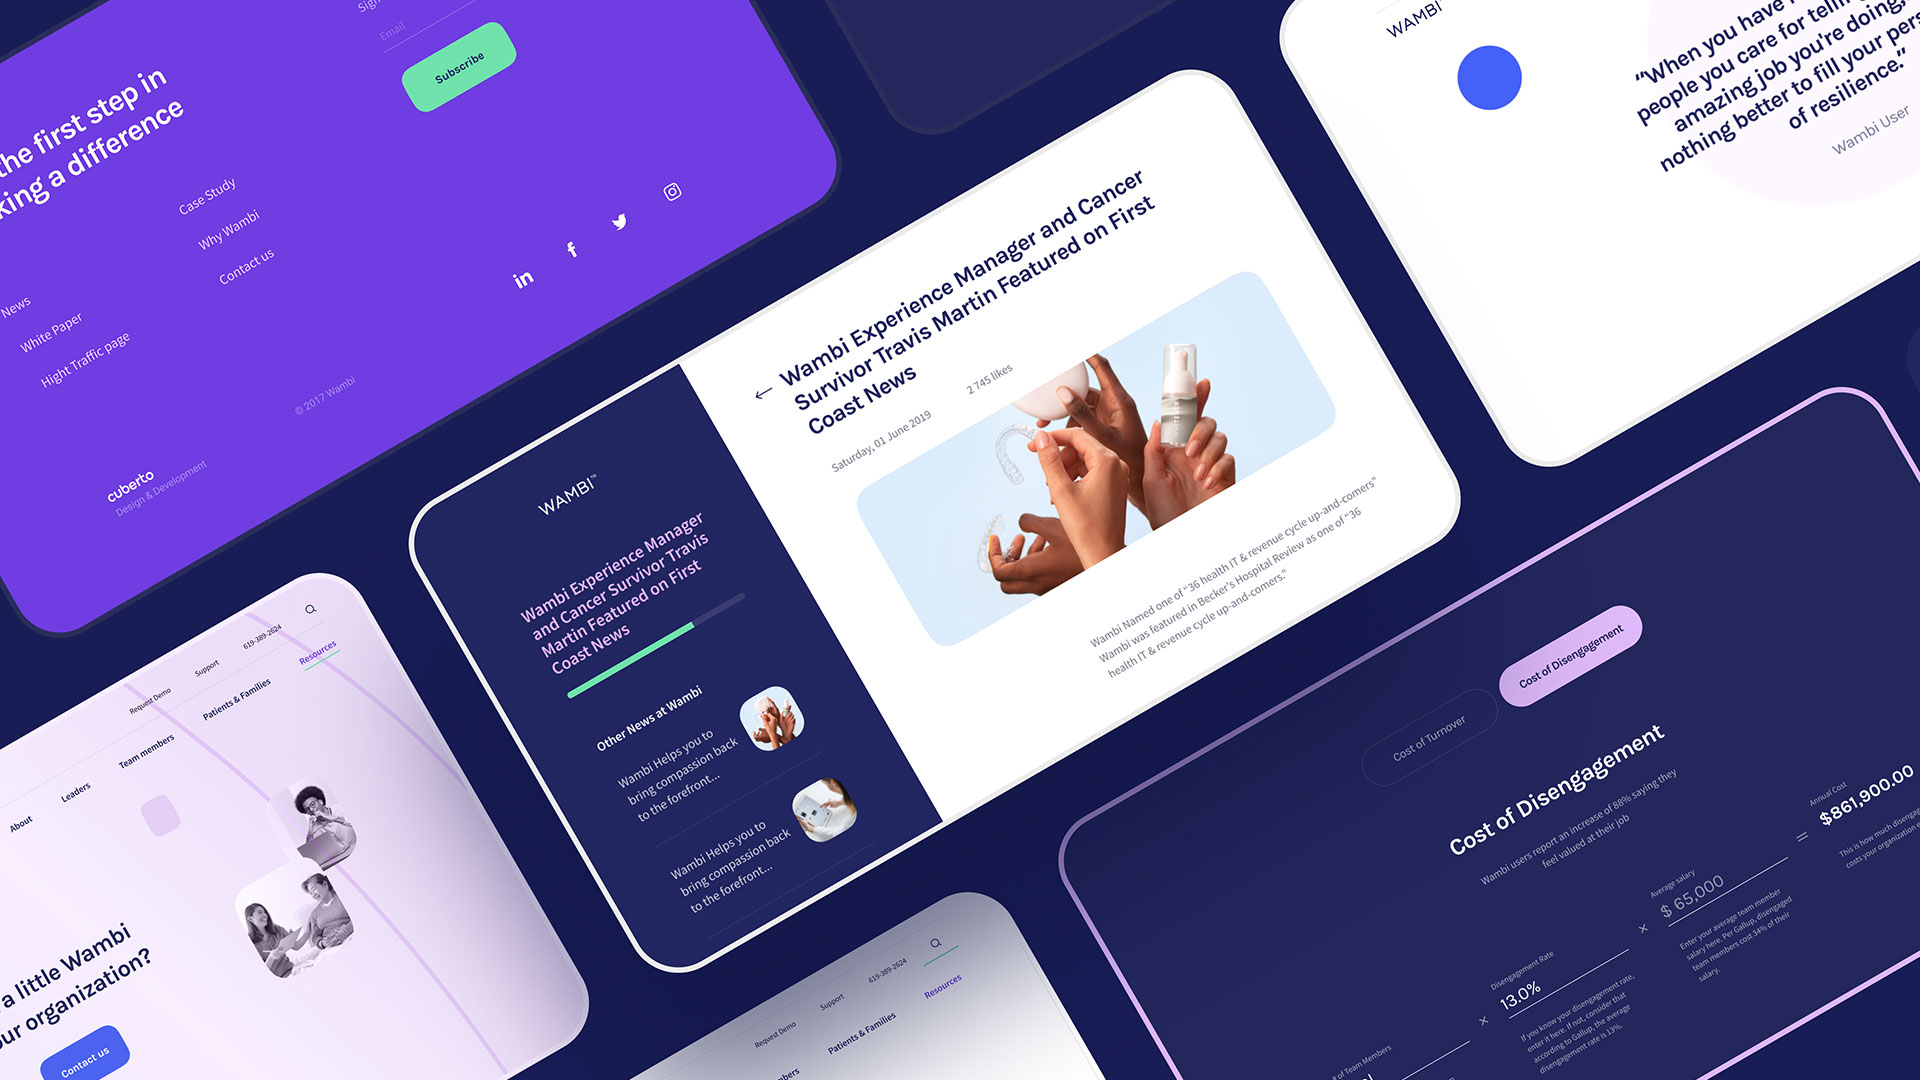 the first step in
king a difference
Email
Subscribe
Case Study
Why Wambi
Contact us
News
White Paper
Hight Traffic page
© 2017 Wambi
cuberto
Design & Development
WAMBI™
Wambi Experience Manager
and Cancer Survivor Travis
Martin Featured on First
Coast News
Other News at Wambi
Wambi Helps you to
bring compassion back
to the forefront...
Wambi Helps you to
bring compassion back
to the forefront...
Wambi Experience Manager and Cancer
Survivor Travis Martin Featured on First
Coast News
Saturday, 01 June 2019
2 745 likes
Wambi Named one of "36 health IT & revenue cycle up-and-comers"
Wambi was featured in Becker's Hospital Review as one of "36
health IT & revenue cycle up-and-comers."
WAMBI
“When you have
people you care for
amazing job you're doing,
nothing better to fill your
of resilience.”
Wambi User
Request Demo
Support
619-389-2624
About
Leaders
Team members
Patients & Families
Resources
a little Wambi
our organization?
Contact us
Request Demo
Support
619-389-2624
Patients & Families
Resources
Cost of Turnover
Cost of Disengagement
Cost of Disengagement
Wambi users report an increase of 88% saying they
feel valued at their job
of Team Members
Disengagement Rate
13.0%
If you know your disengagement rate,
enter it here. If not, consider that
according to Gallup, the average
disengagement rate is 13%.
×
×
Average salary
$ 65,000
Enter your average team member
salary here. Per Gallup, disengaged
team members cost 34% of their
salary.
=
Annual Cost
$861,900.00
This is how much
costs your organization